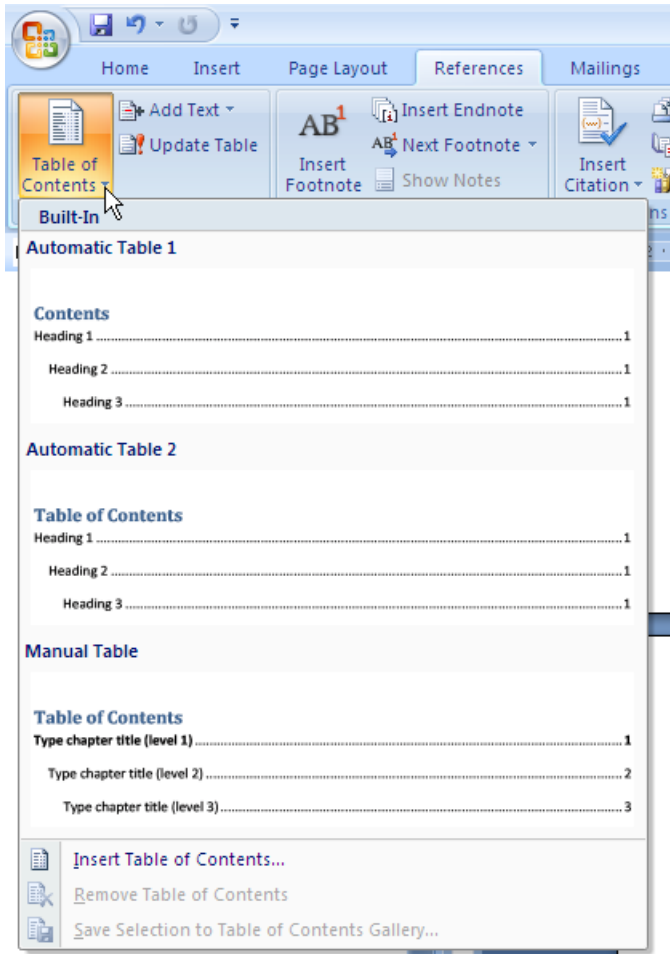 Home Insert Page Layout References Mailings
Add Text
Update Table
Table of
Contents
AB1
Insert
Footnote
Insert Endnote
AB1 Next Footnote
Show Notes
Insert
Citation
ns
Built-In
2
Automatic Table 1
Contents
Heading 1 1
Heading 2 1
Heading 3 1
Automatic Table 2
Table of Contents
Heading 1 1
Heading 2 1
Heading 3 1
Manual Table
Table of Contents
Type chapter title (level 1) 1
Type chapter title (level 2) 2
Type chapter title (level 3) 3
Insert Table of Contents...
Remove Table of Contents
Save Selection to Table of Contents Gallery...